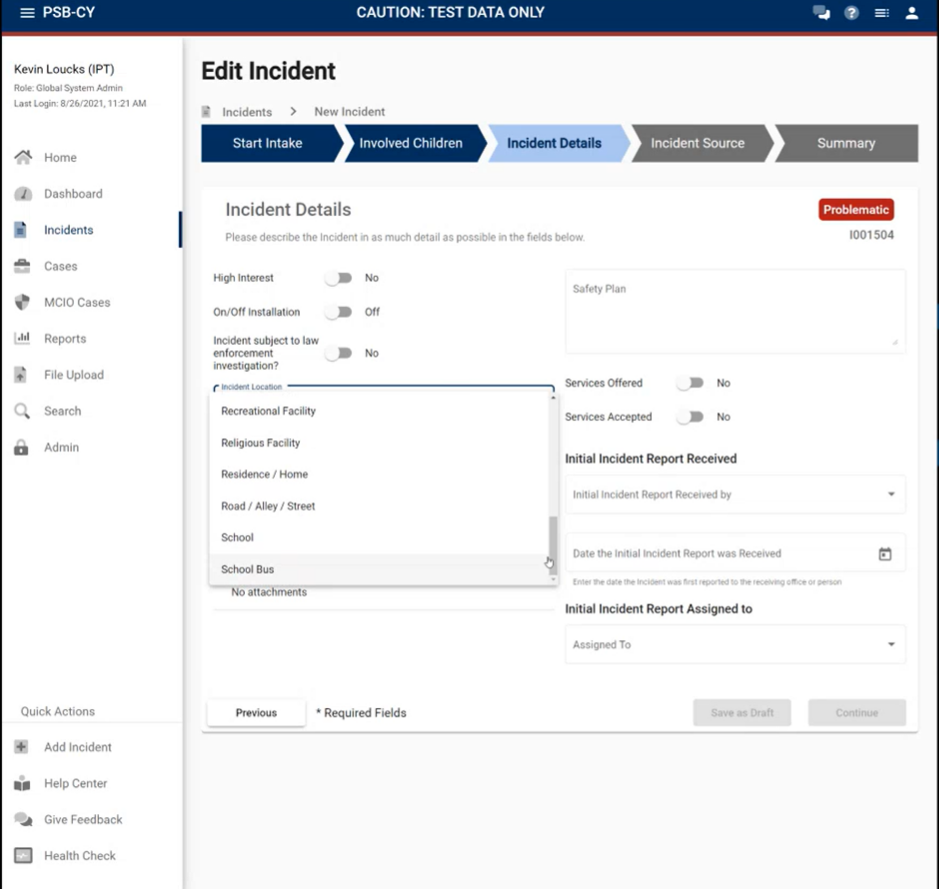 PSB-CY
CAUTION: TEST DATA ONLY
Kevin Loucks (IPT)
Role: Global System Admin
Last Login: 8/26/2021, 11:21 AM
Home
Dashboard
Incidents
Cases
MCIO Cases
Reports
File Upload
Search
Admin
Quick Actions
Add Incident
Help Center
Give Feedback
Health Check
Edit Incident
Incidents > New Incident
Start Intake
Involved Children
Incident Details
Incident Source
Summary
Incident Details
Please describe the Incident in as much detail as possible in the fields below.
Problematic
I001504
High Interest No
On/Off Installation Off
Incident subject to law
enforcement
investigation?
No
Incident Location
Recreational Facility
Religious Facility
Residence / Home
Road / Alley / Street
School
School Bus
No attachments
Safety Plan
Services Offered No
Services Accepted No
Initial Incident Report Received
Initial Incident Report Received by
Date the Initial Incident Report was Received
Enter the date the Incident was first reported to the receiving office or person
Initial Incident Report Assigned to
Assigned To
Previous
* Required Fields
Save as Draft
Continue